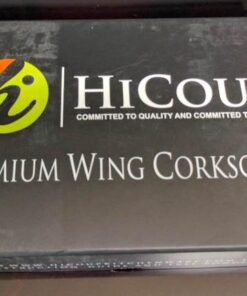 HiCou
COMMITTED TO QUALITY AND COMMITTED T
MIUM WING CORKSC